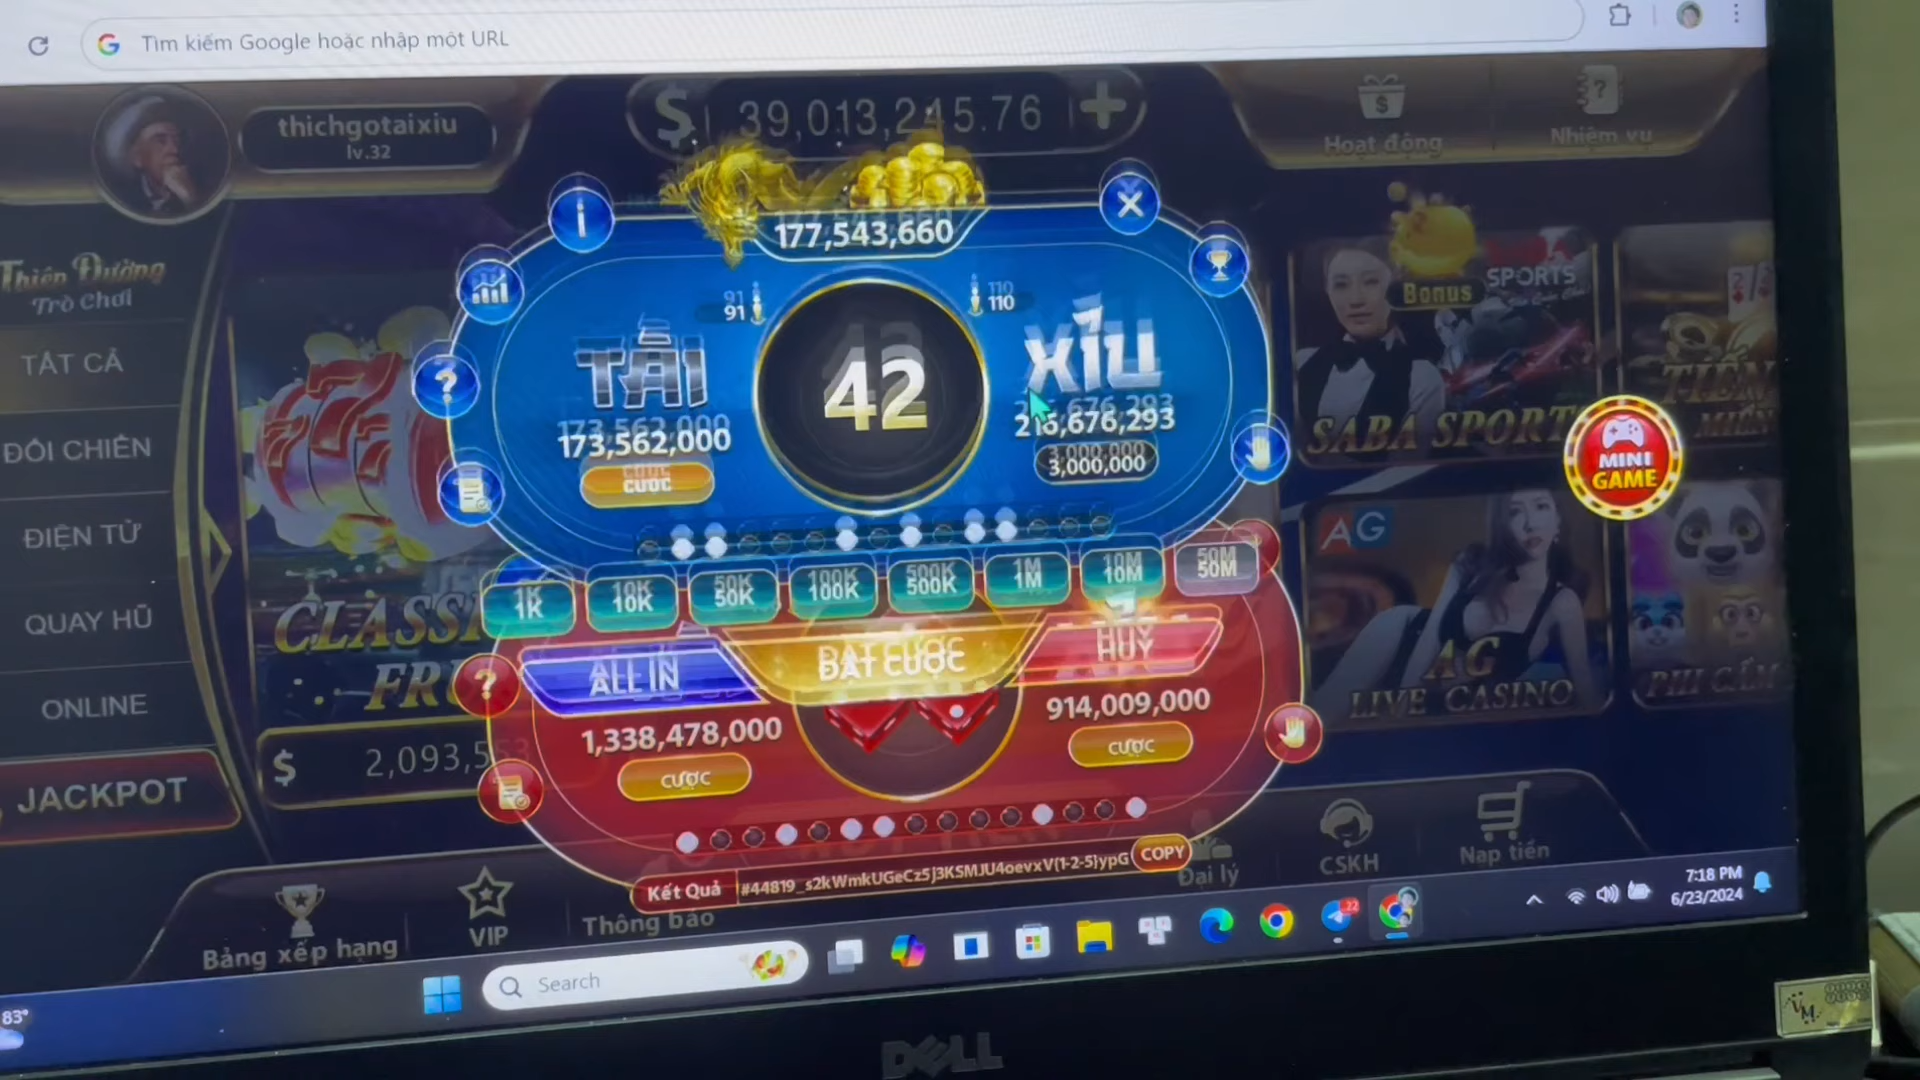 Tìm kiếm Google hoặc nhập một URL
thichgotaixiu
lv.32
$ 39,013,245.76 +
Hoạt động
Nhiệm vụ
Thiên Đường
Trò Chơi
TẤT CẢ
ĐỐI CHIẾN
ĐIỆN TỬ
QUAY HŨ
ONLINE
JACKPOT
177,543,660
91
110
TÀI
42
XỈU
173,562,000
3,000,000
CƯỢC
1K
10K
50K
100K
500K
1M
10M
50M
ALL IN
ĐẶT CƯỢC
HỦY
1,338,478,000
914,009,000
CƯỢC
CƯỢC
Kết Quả
#44819_s2kWmkUGeCz5J3KSMJU4oevxV{1-2-5}ypG
COPY
$ 2,093,5
Bonus
SPORTS
SABA SPORTS
MINI
GAME
AG
AG
LIVE CASINO
Bảng xếp hạng
VIP
Thông báo
Đại lý
CSKH
Nạp tiền
83°
Search
22
7:18 PM
6/23/2024
DELL